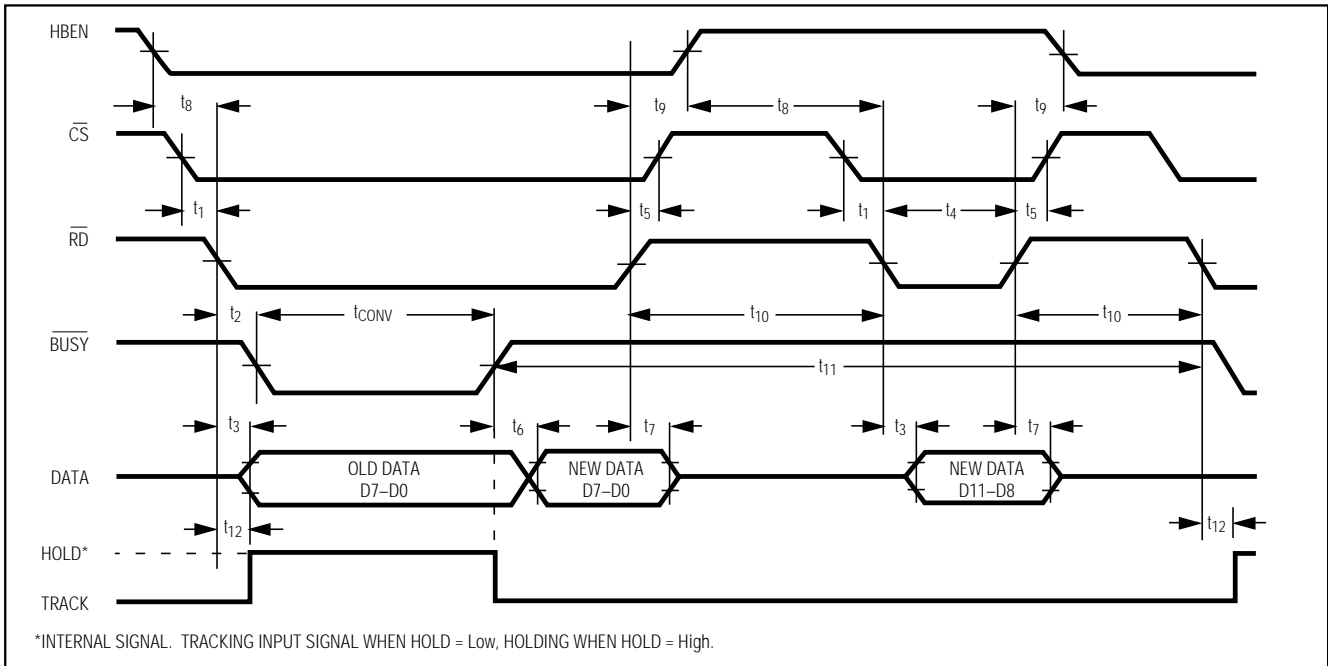 HBEN
t8 t9 t8 t9
CS
t1 t5 t1 t4 t5
RD
t2 tCONV t10 t10
BUSY
t11
t3 t6 t7 t3 t7
DATA OLD DATA NEW DATA NEW DATA
D7–D0 D7–D0 D11–D8
t12 t12
HOLD*
TRACK
*INTERNAL SIGNAL. TRACKING INPUT SIGNAL WHEN HOLD = Low, HOLDING WHEN HOLD = High.